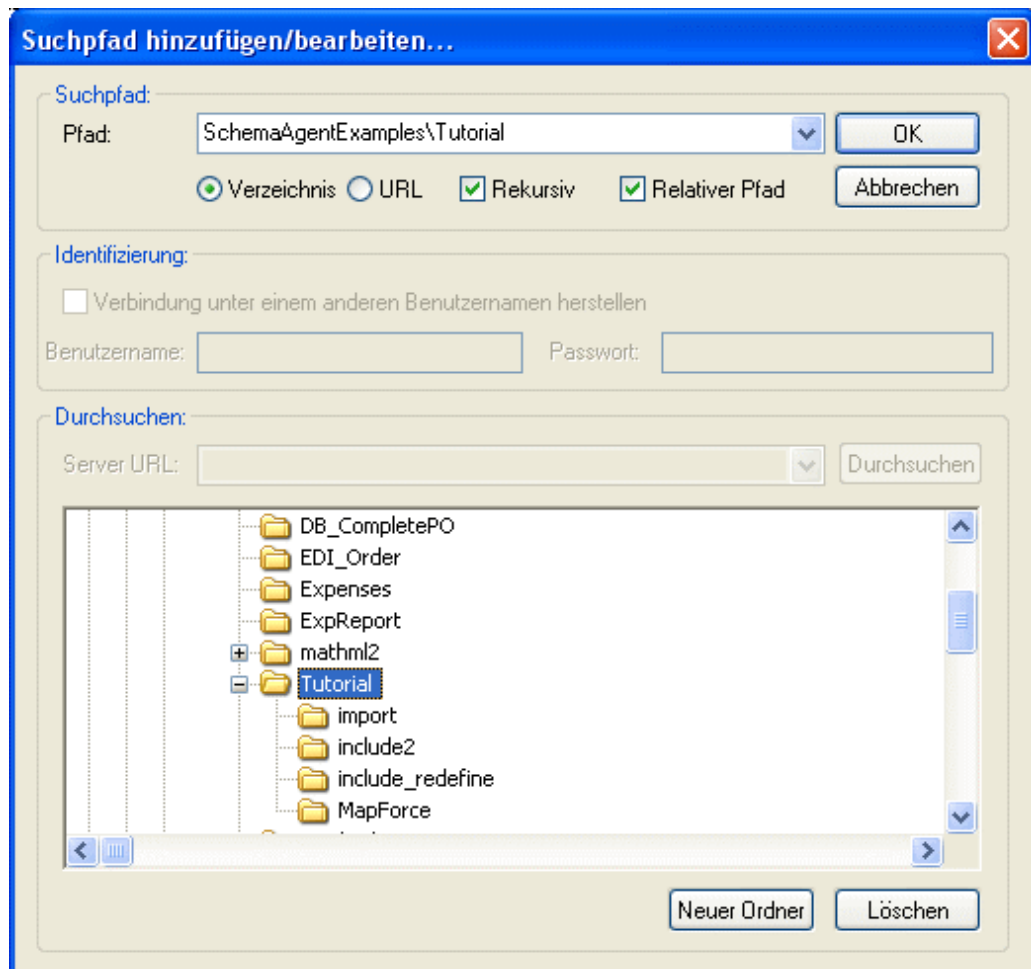 Suchpfad hinzufügen/bearbeiten...
Suchpfad:
Pfad: SchemaAgentExamples\Tutorial OK
Verzeichnis URL Rekursiv Relativer Pfad Abbrechen
Identifizierung:
Verbindung unter einem anderen Benutzernamen herstellen
Benutzername: Passwort:
Durchsuchen:
Server URL: Durchsuchen
DB_CompletePO
EDI_Order
Expenses
ExpReport
mathml2
Tutorial
import
include2
include_redefine
MapForce
Neuer Ordner Löschen